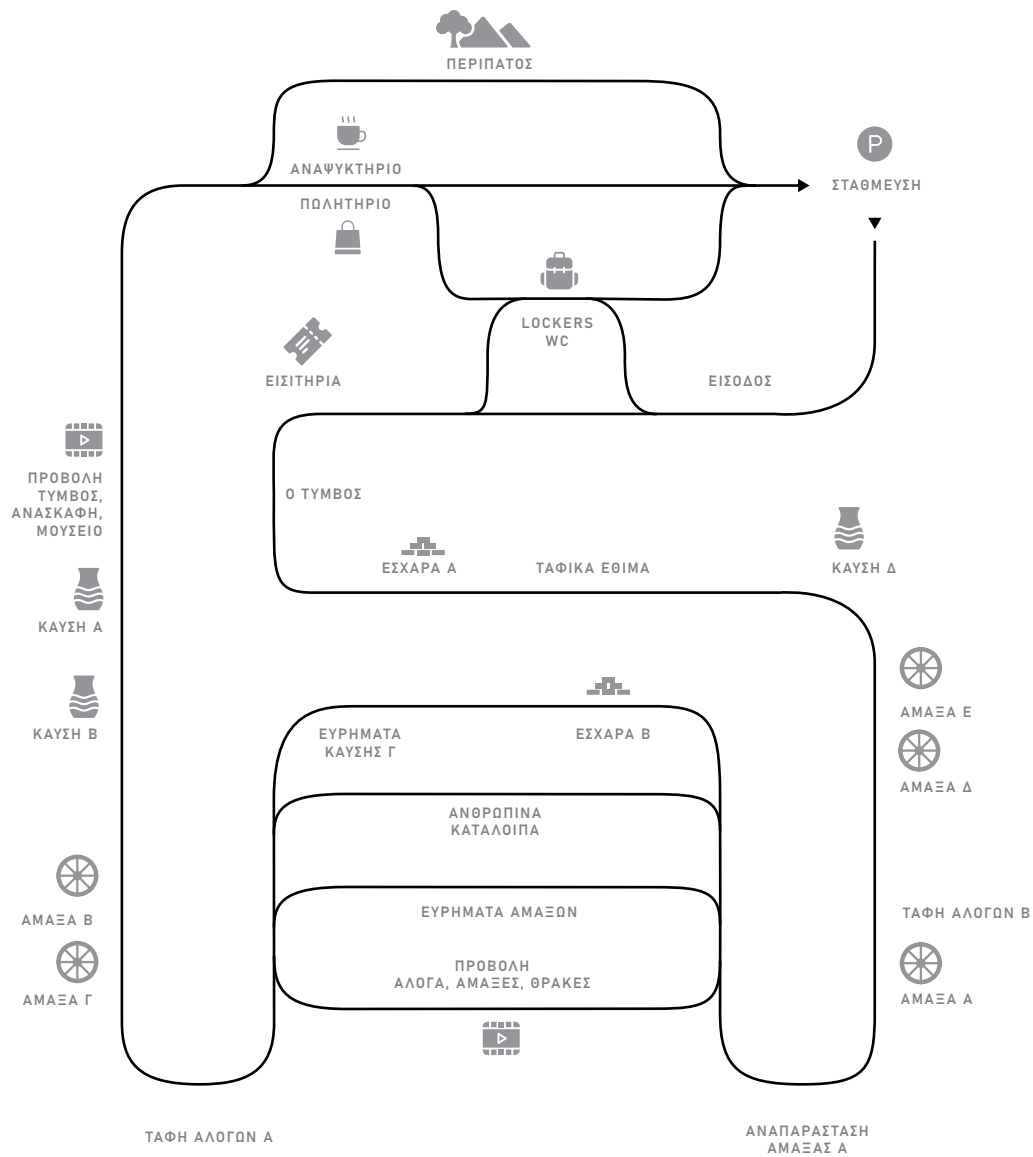 ΠΕΡΙΠΑΤΟΣ
P
ΑΝΑΨΥΚΤΗΡΙΟ
ΣΤΑΘΜΕΥΣΗ
ΠΩΛΗΤΗΡΙΟ
LOCKERS
WC
ΕΙΣΙΤΗΡΙΑ
ΕΙΣΟΔΟΣ
ΠΡΟΒΟΛΗ
ΤΥΜΒΟΣ,
ΑΝΑΣΚΑΦΗ,
ΜΟΥΣΕΙΟ
Ο ΤΥΜΒΟΣ
ΕΣΧΑΡΑ Α
ΤΑΦΙΚΑ ΕΘΙΜΑ
ΚΑΥΣΗ Δ
ΚΑΥΣΗ Α
ΑΜΑΞΑ Ε
ΚΑΥΣΗ Β
ΕΥΡΗΜΑΤΑ
ΚΑΥΣΗΣ Γ
ΕΣΧΑΡΑ Β
ΑΜΑΞΑ Δ
ΑΝΘΡΩΠΙΝΑ
ΚΑΤΑΛΟΙΠΑ
ΑΜΑΞΑ Β
ΕΥΡΗΜΑΤΑ ΑΜΑΞΩΝ
ΤΑΦΗ ΑΛΟΓΩΝ Β
ΠΡΟΒΟΛΗ
ΑΛΟΓΑ, ΑΜΑΞΕΣ, ΘΡΑΚΕΣ
ΑΜΑΞΑ Γ
ΑΜΑΞΑ Α
ΤΑΦΗ ΑΛΟΓΩΝ Α
ΑΝΑΠΑΡΑΣΤΑΣΗ
ΑΜΑΞΑΣ Α